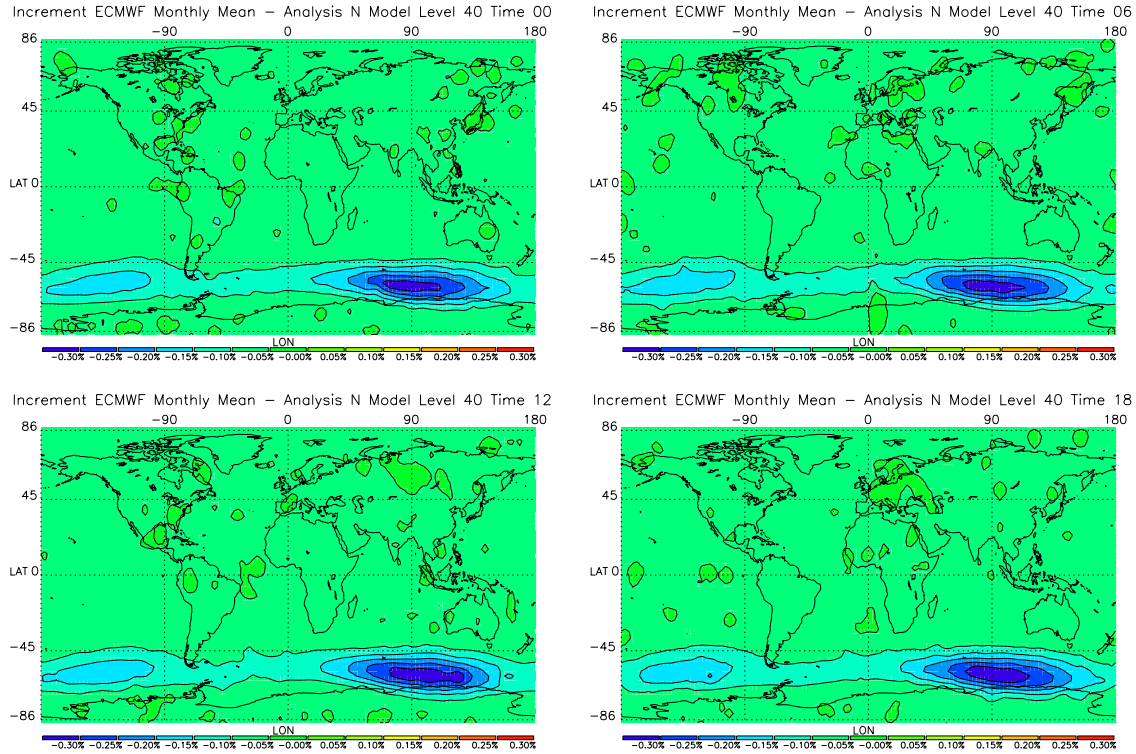 Increment ECMWF Monthly Mean − Analysis N Model Level 40 Time 00
−90 0 90 180
86
45
LAT 0
−45
−86
LON
−0.30% −0.25% −0.20% −0.15% −0.10% −0.05% −0.00% 0.05% 0.10% 0.15% 0.20% 0.25% 0.30%
Increment ECMWF Monthly Mean − Analysis N Model Level 40 Time 06
−90 0 90 180
86
45
LAT 0
−45
−86
LON
−0.30% −0.25% −0.20% −0.15% −0.10% −0.05% −0.00% 0.05% 0.10% 0.15% 0.20% 0.25% 0.30%
Increment ECMWF Monthly Mean − Analysis N Model Level 40 Time 12
−90 0 90 180
86
45
LAT 0
−45
−86
LON
−0.30% −0.25% −0.20% −0.15% −0.10% −0.05% −0.00% 0.05% 0.10% 0.15% 0.20% 0.25% 0.30%
Increment ECMWF Monthly Mean − Analysis N Model Level 40 Time 18
−90 0 90 180
86
45
LAT 0
−45
−86
LON
−0.30% −0.25% −0.20% −0.15% −0.10% −0.05% −0.00% 0.05% 0.10% 0.15% 0.20% 0.25% 0.30%